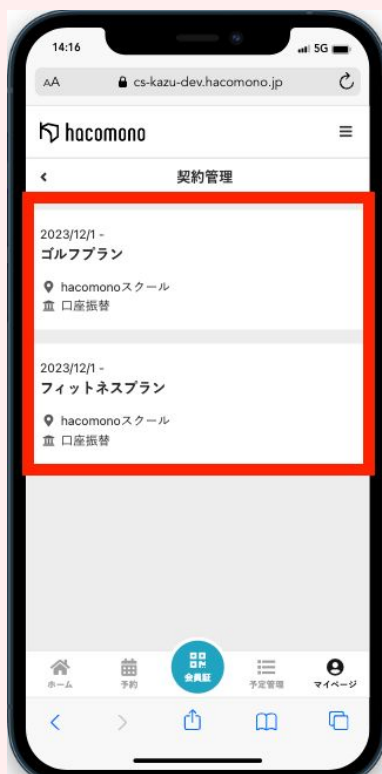 14:16
5G
AA
cs-kazu-dev.hacomono.jp
hacomono
契約管理
2023/12/1 -
ゴルフプラン
hacomonoスクール
口座振替
2023/12/1 -
フィットネスプラン
hacomonoスクール
口座振替
ホーム
予約
会員証
予定管理
マイページ